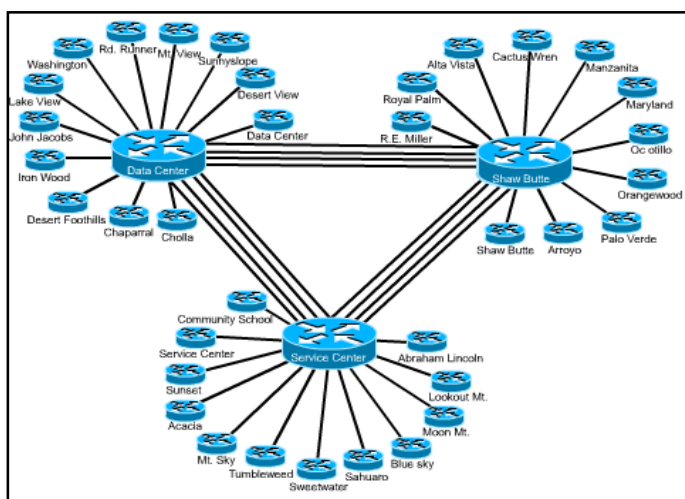 Rd. Runner
Mt. View
Sunnyslope
Washington
Desert View
Lake View
John Jacobs
Data Center
Iron Wood
Data Center
Desert Foothills
Chaparral
Cholla
Cactus Wren
Alta Vista
Manzanita
Royal Palm
Maryland
R.E. Miller
Oc otillo
Shaw Butte
Orangewood
Palo Verde
Shaw Butte
Arroyo
Community School
Service Center
Service Center
Abraham Lincoln
Sunset
Lookout Mt.
Acacia
Moon Mt.
Mt. Sky
Blue sky
Tumbleweed
Sahuaro
Sweetwater